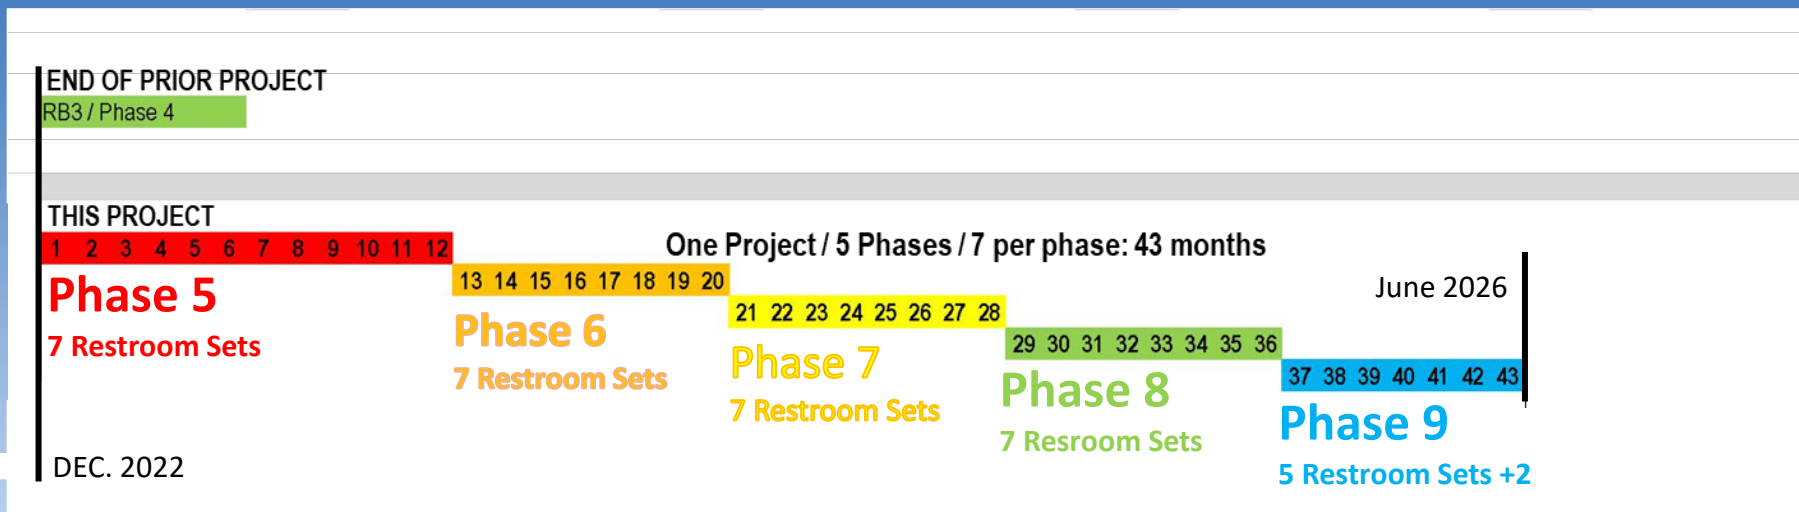 END OF PRIOR PROJECT
RB3 / Phase 4
THIS PROJECT
One Project / 5 Phases / 7 per phase: 43 months
1 2 3 4 5 6 7 8 9 10 11 12
Phase 5
7 Restroom Sets
13 14 15 16 17 18 19 20
Phase 6
7 Restroom Sets
21 22 23 24 25 26 27 28
Phase 7
7 Restroom Sets
29 30 31 32 33 34 35 36
Phase 8
7 Resroom Sets
June 2026
37 38 39 40 41 42 43
Phase 9
5 Restroom Sets +2
DEC. 2022